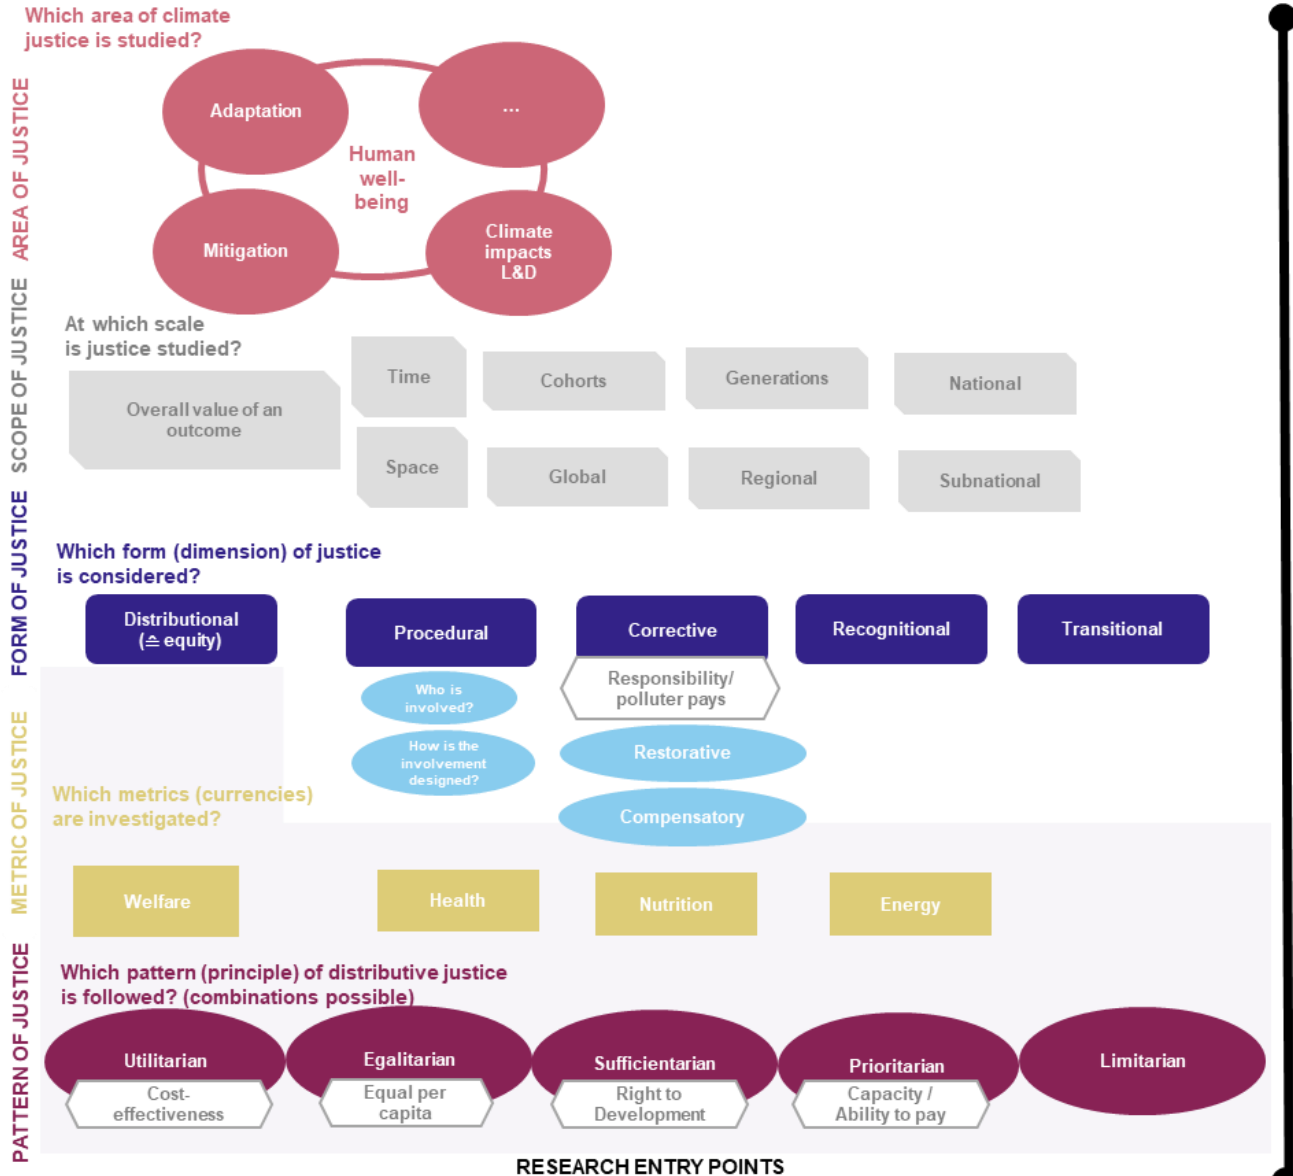 Which area of climate
justice is studied?
AREA OF JUSTICE
Adaptation
...
Human
well-
being
Mitigation
Climate
impacts
L&D
SCOPE OF JUSTICE
At which scale
is justice studied?
Overall value of an
outcome
Time
Cohorts
Generations
National
Space
Global
Regional
Subnational
FORM OF JUSTICE
Which form (dimension) of justice
is considered?
Distributional
(≙ equity)
Procedural
Corrective
Recognitional
Transitional
Who is
involved?
How is the
involvement
designed?
Responsibility/
polluter pays
Restorative
Compensatory
METRIC OF JUSTICE
Which metrics (currencies)
are investigated?
Welfare
Health
Nutrition
Energy
PATTERN OF JUSTICE
Which pattern (principle) of distributive justice
is followed? (combinations possible)
Utilitarian
Egalitarian
Sufficientarian
Prioritarian
Limitarian
Cost-
effectiveness
Equal per
capita
Right to
Development
Capacity /
Ability to pay
RESEARCH ENTRY POINTS